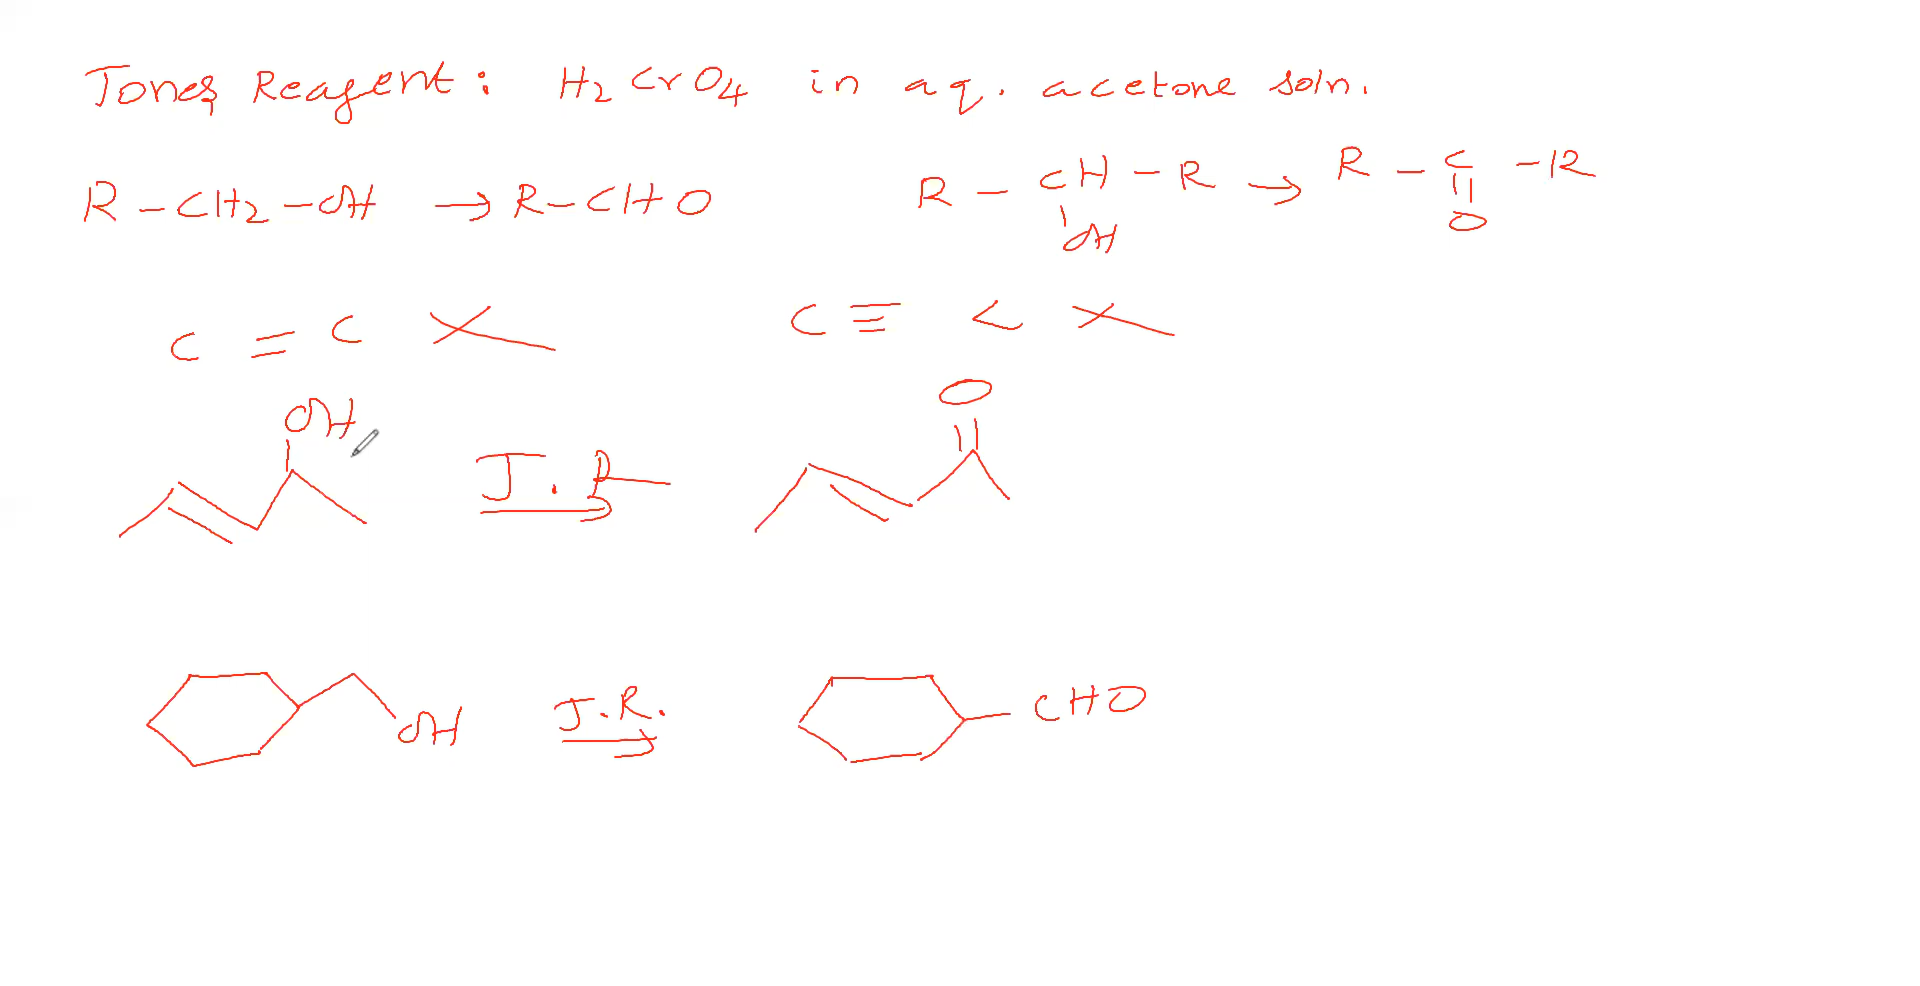 Jones Reagent: H2CrO4 in aq. acetone soln.
R-CH2-OH → R-CHO R-CH-R → R-C-R
OH O
C=C X C≡C X
OH O
J.R
OH J.R. CHO